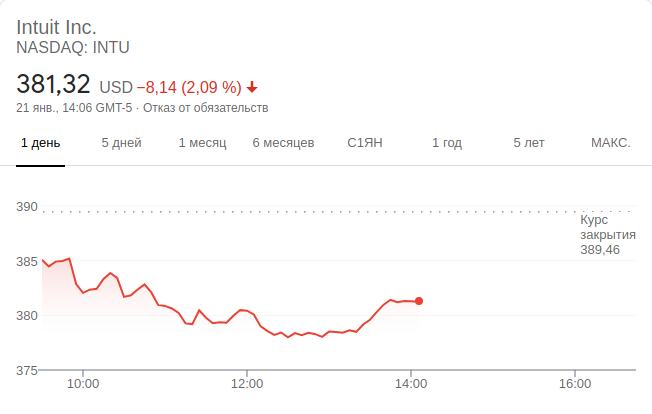 Intuit Inc.
NASDAQ: INTU
381,32 USD −8,14 (2,09 %)
21 янв., 14:06 GMT-5 · Отказ от обязательств
1 день 5 дней 1 месяц 6 месяцев С1ЯН 1 год 5 лет МАКС.
390
Курс
закрытия
389,46
385
380
375
10:00 12:00 14:00 16:00